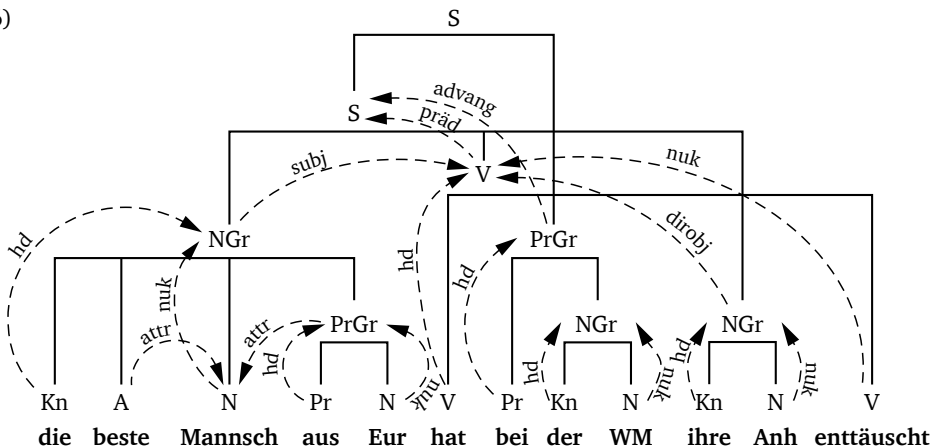 )
S
advang
S
präd
subj
V
nuk
hd
NGr
PrGr
dirobj
hd
hd
nuk
attr
attr
PrGr
hd
nuk
NGr
hd
nuk
NGr
hd
nuk
Kn A N Pr N V Pr Kn N Kn N V
die beste Mannsch aus Eur hat bei der WM ihre Anh enttäuscht